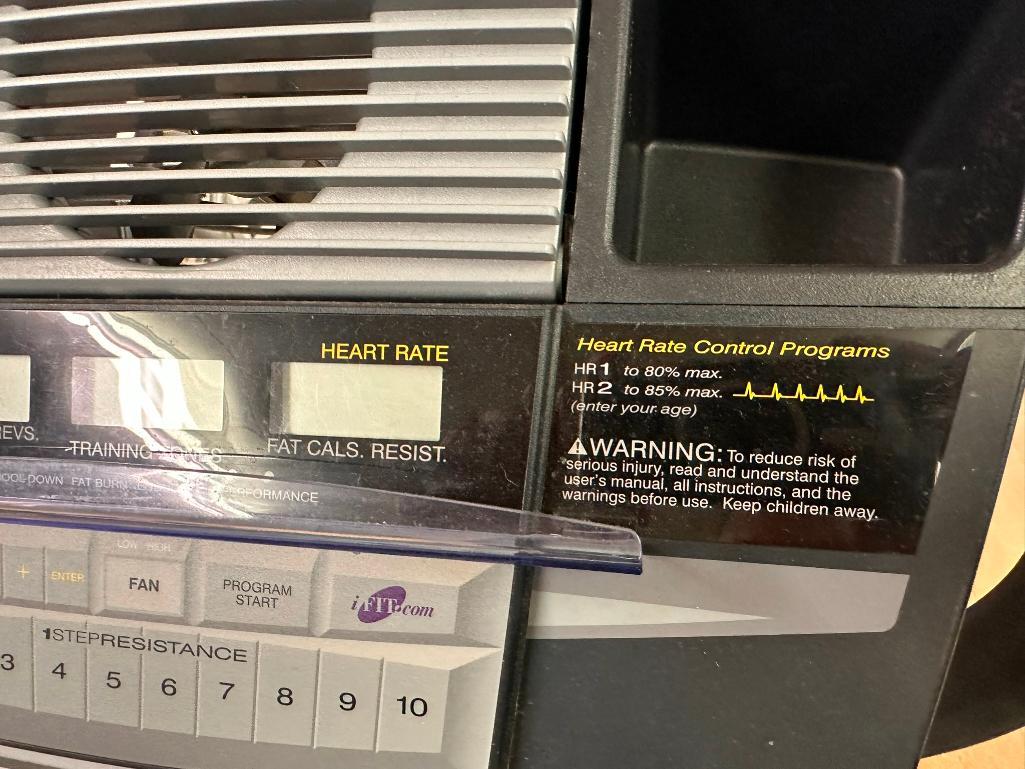 HEART RATE
REVS.
TRAINING ZONES
FAT CALS. RESIST.
FAT BURN
PERFORMANCE
Heart Rate Control Programs
HR1 to 80% max.
HR2 to 85% max.
(enter your age)
WARNING: To reduce risk of
serious injury, read and understand the
user's manual, all instructions, and the
warnings before use. Keep children away.
LOW HIGH
+ ENTER
FAN
PROGRAM
START
iFIT.com
1STEPRESISTANCE
3 4 5 6 7 8 9 10